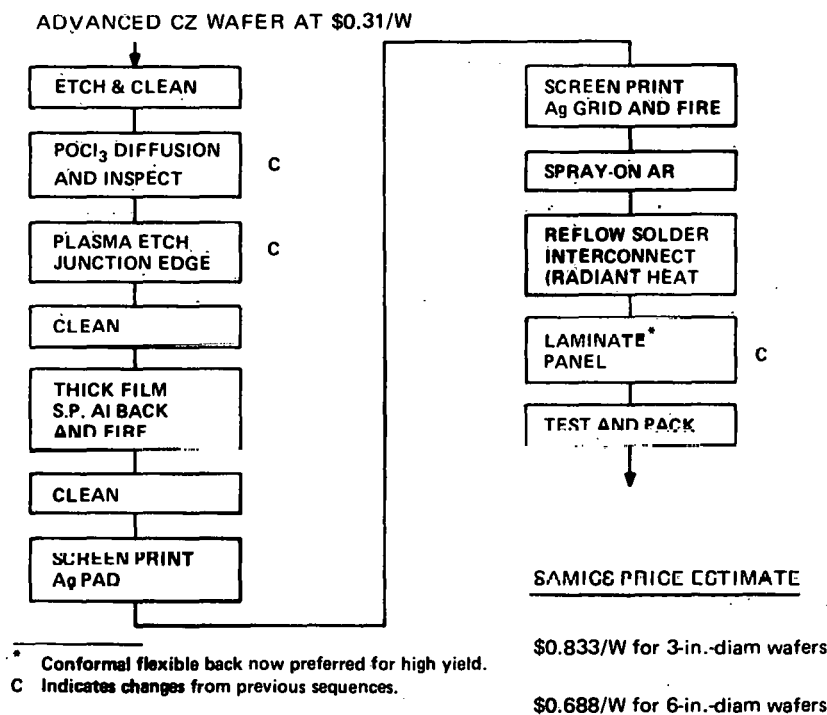 ADVANCED CZ WAFER AT $0.31/W
ETCH & CLEAN
POCl₃ DIFFUSION
AND INSPECT
C
PLASMA ETCH
JUNCTION EDGE
C
CLEAN
THICK FILM
S.P. Al BACK
AND FIRE
CLEAN
SCREEN PRINT
Ag PAD
SCREEN PRINT
Ag GRID AND FIRE
SPRAY-ON AR
REFLOW SOLDER
INTERCONNECT
(RADIANT HEAT
LAMINATE*
PANEL
C
TEST AND PACK
SAMICS PRICE ESTIMATE
$0.833/W for 3-in.-diam wafers
$0.688/W for 6-in.-diam wafers
* Conformal flexible back now preferred for high yield.
C Indicates changes from previous sequences.